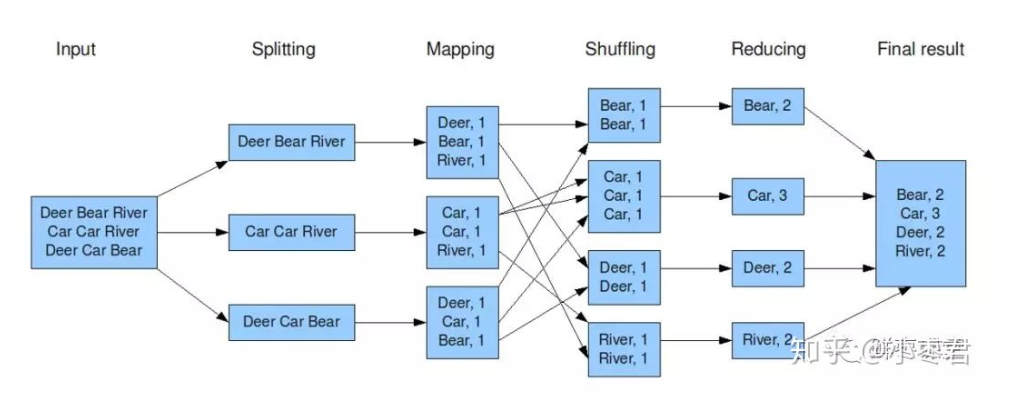 Input
Splitting
Mapping
Shuffling
Reducing
Final result
Deer Bear River
Car Car River
Deer Car Bear
Deer Bear River
Car Car River
Deer Car Bear
Deer, 1
Bear, 1
River, 1
Car, 1
Car, 1
River, 1
Deer, 1
Car, 1
Bear, 1
Bear, 1
Bear, 1
Car, 1
Car, 1
Car, 1
Deer, 1
Deer, 1
River, 1
River, 1
Bear, 2
Car, 3
Deer, 2
River, 2
Bear, 2
Car, 3
Deer, 2
River, 2
知乎 @小枣君